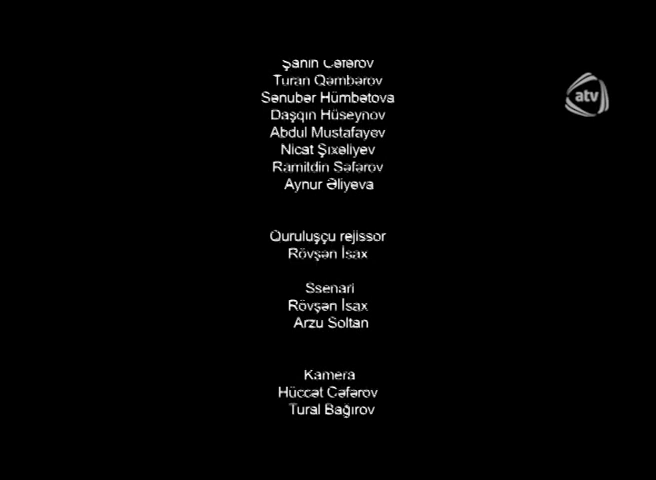 Şahin Cəfərov
Turan Qəmbərov
Sənubər Hümbətova
Daşqın Hüseynov
Abdul Mustafayev
Nicat Şıxəliyev
Ramitdin Səfərov
Aynur Əliyeva
Quruluşçu rejissor
Rövşən İsax
Ssenari
Rövşən İsax
Arzu Soltan
Kamera
Hüccət Cəfərov
Tural Bağırov
atv